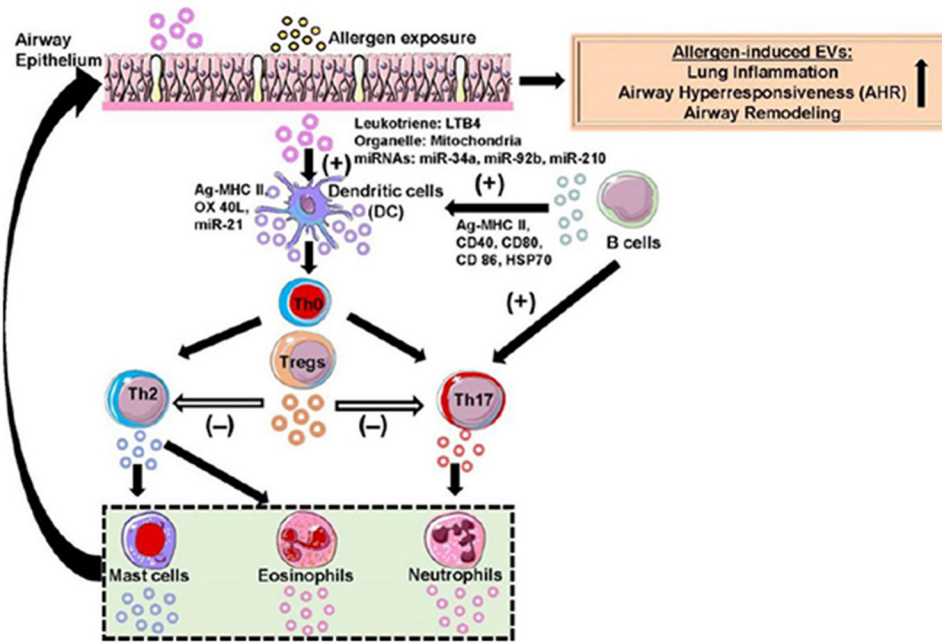 Airway
Epithelium
Allergen exposure
Allergen-induced EVs:
Lung Inflammation
Airway Hyperresponsiveness (AHR)
Airway Remodeling
Leukotriene: LTB4
Organelle: Mitochondria
miRNAs: miR-34a, miR-92b, miR-210
(+)
(+)
Ag-MHC II,
OX 40L,
miR-21
Dendritic cells
(DC)
Ag-MHC II,
CD40, CD80,
CD 86, HSP70
B cells
(+)
Th0
Tregs
Th2
Th17
(−)
(−)
Mast cells
Eosinophils
Neutrophils